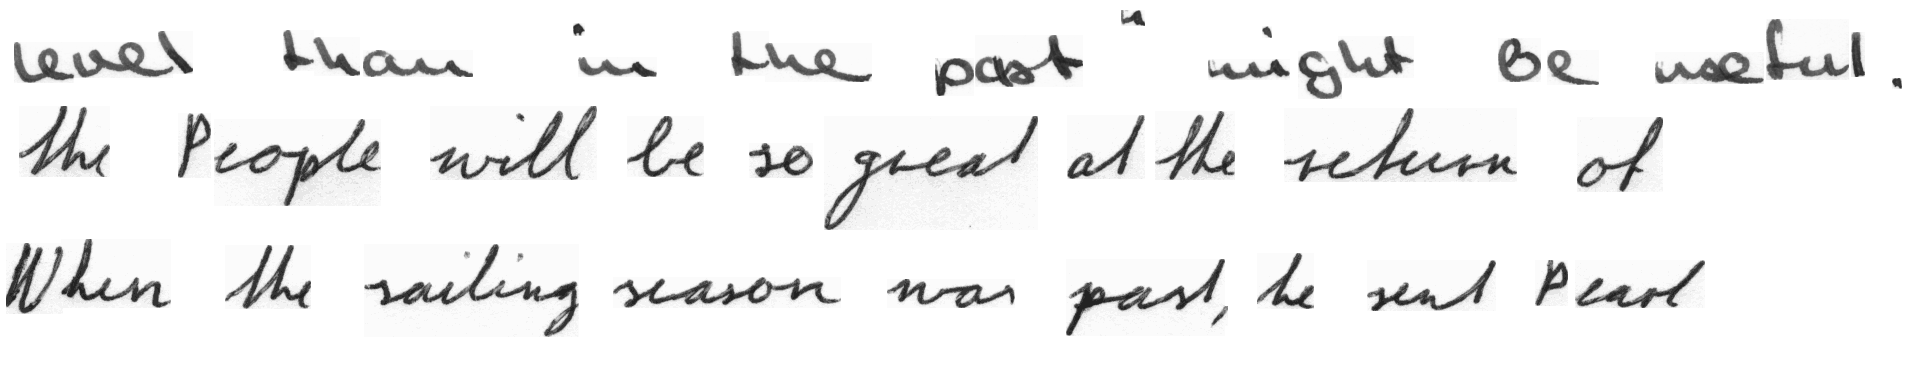 level than in the past " might be useful.
the People will be so great at the return of
When the sailing season was past, he sent Pearl